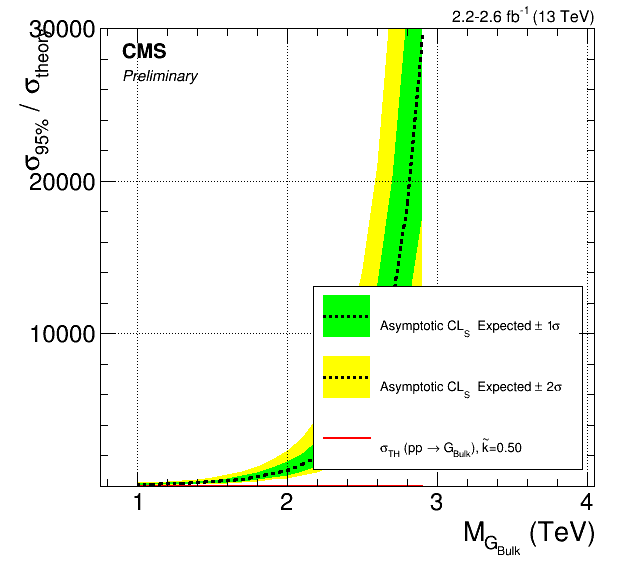 2.2-2.6 fb⁻¹ (13 TeV)
σ95% / σtheory
30000
20000
10000
CMS
Preliminary
Asymptotic CLS Expected ± 1σ
Asymptotic CLS Expected ± 2σ
σTH (pp → GBulk), k̃=0.50
1 2 3 4
MGBulk (TeV)